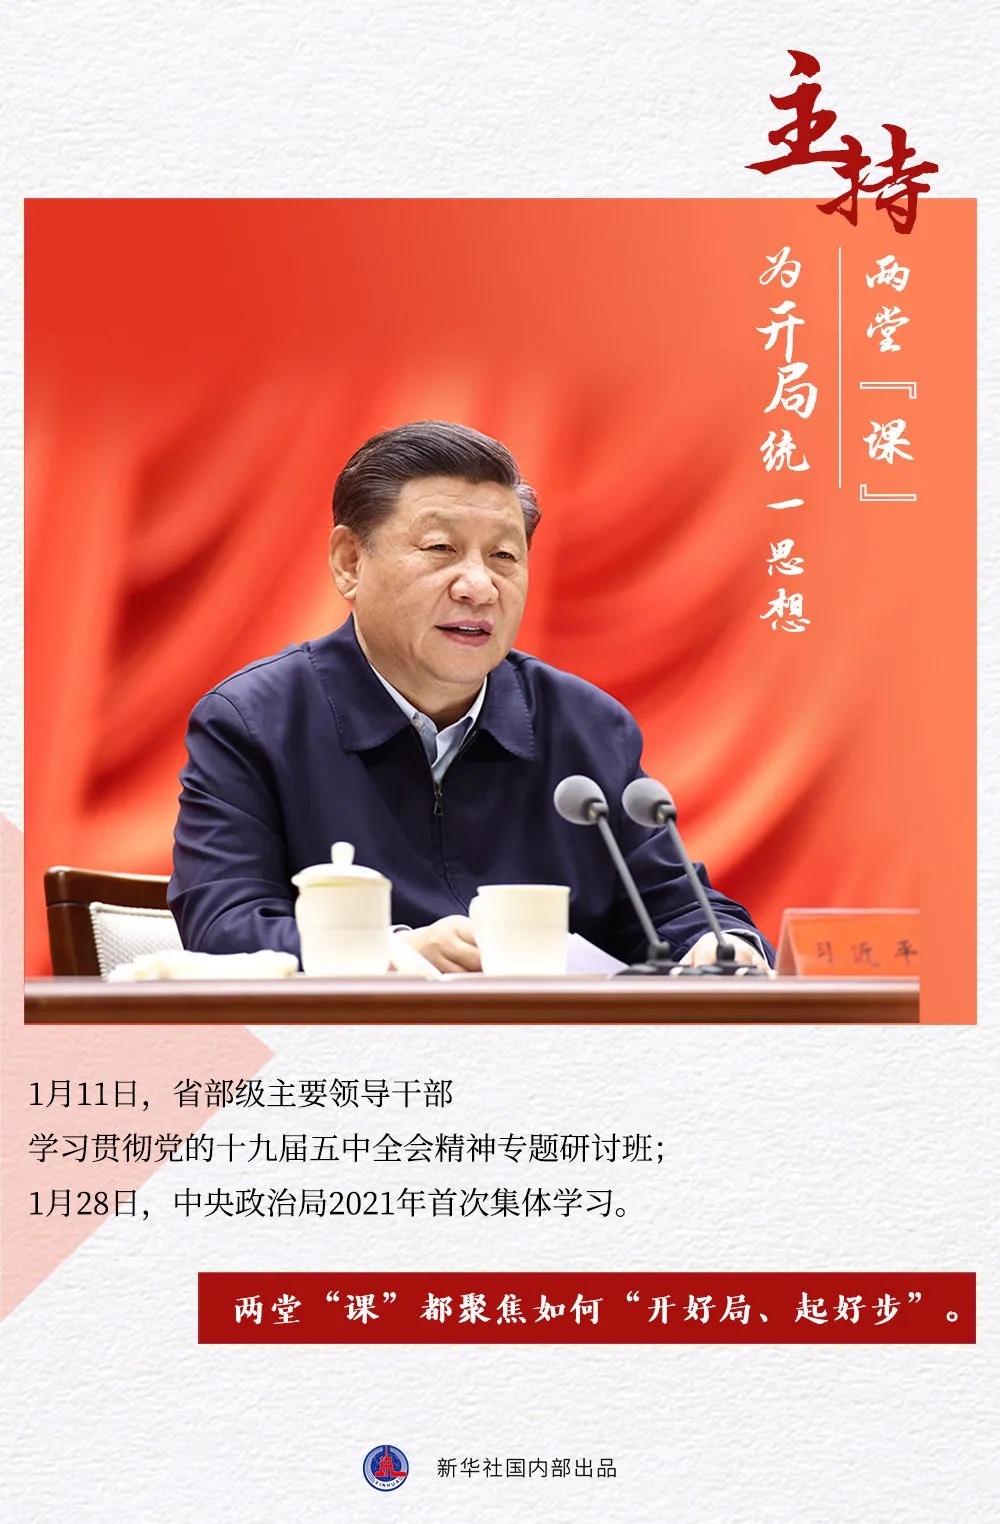 主持
两堂『课』
为开局统一思想
习近平
1月11日，省部级主要领导干部
学习贯彻党的十九届五中全会精神专题研讨班；
1月28日，中央政治局2021年首次集体学习。
两堂“课”都聚焦如何“开好局、起好步”。
XINHUA
新华社国内部出品